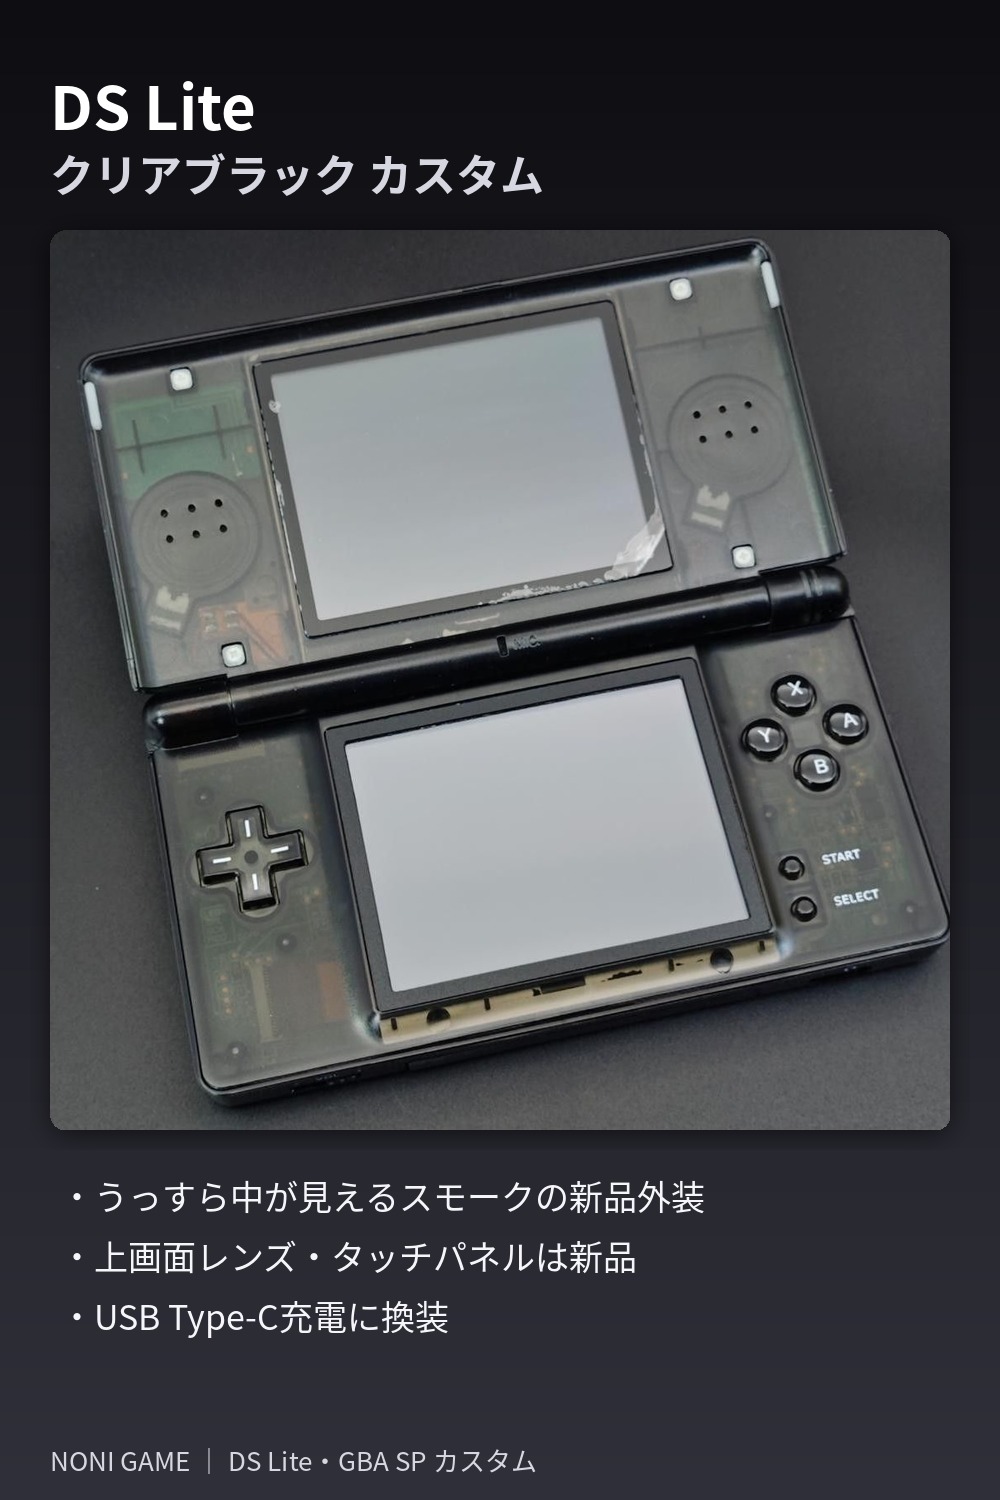 DS Lite
クリアブラック カスタム
MIC.
X
Y
A
B
START
SELECT
・うっすら中が見えるスモークの新品外装
・上画面レンズ・タッチパネルは新品
・USB Type-C充電に換装
NONI GAME ｜ DS Lite・GBA SP カスタム